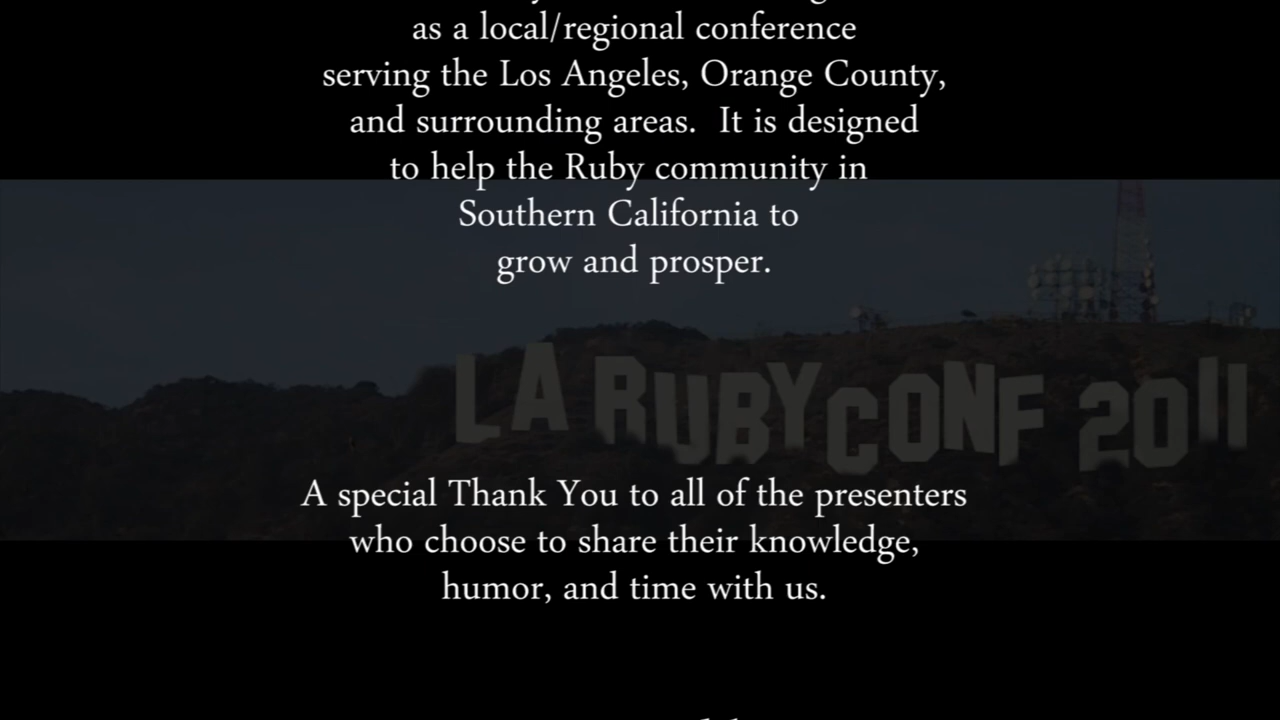 as a local/regional conference
serving the Los Angeles, Orange County,
and surrounding areas.  It is designed
to help the Ruby community in
Southern California to
grow and prosper.
LA RUBYCONF 2011
A special Thank You to all of the presenters
who choose to share their knowledge,
humor, and time with us.